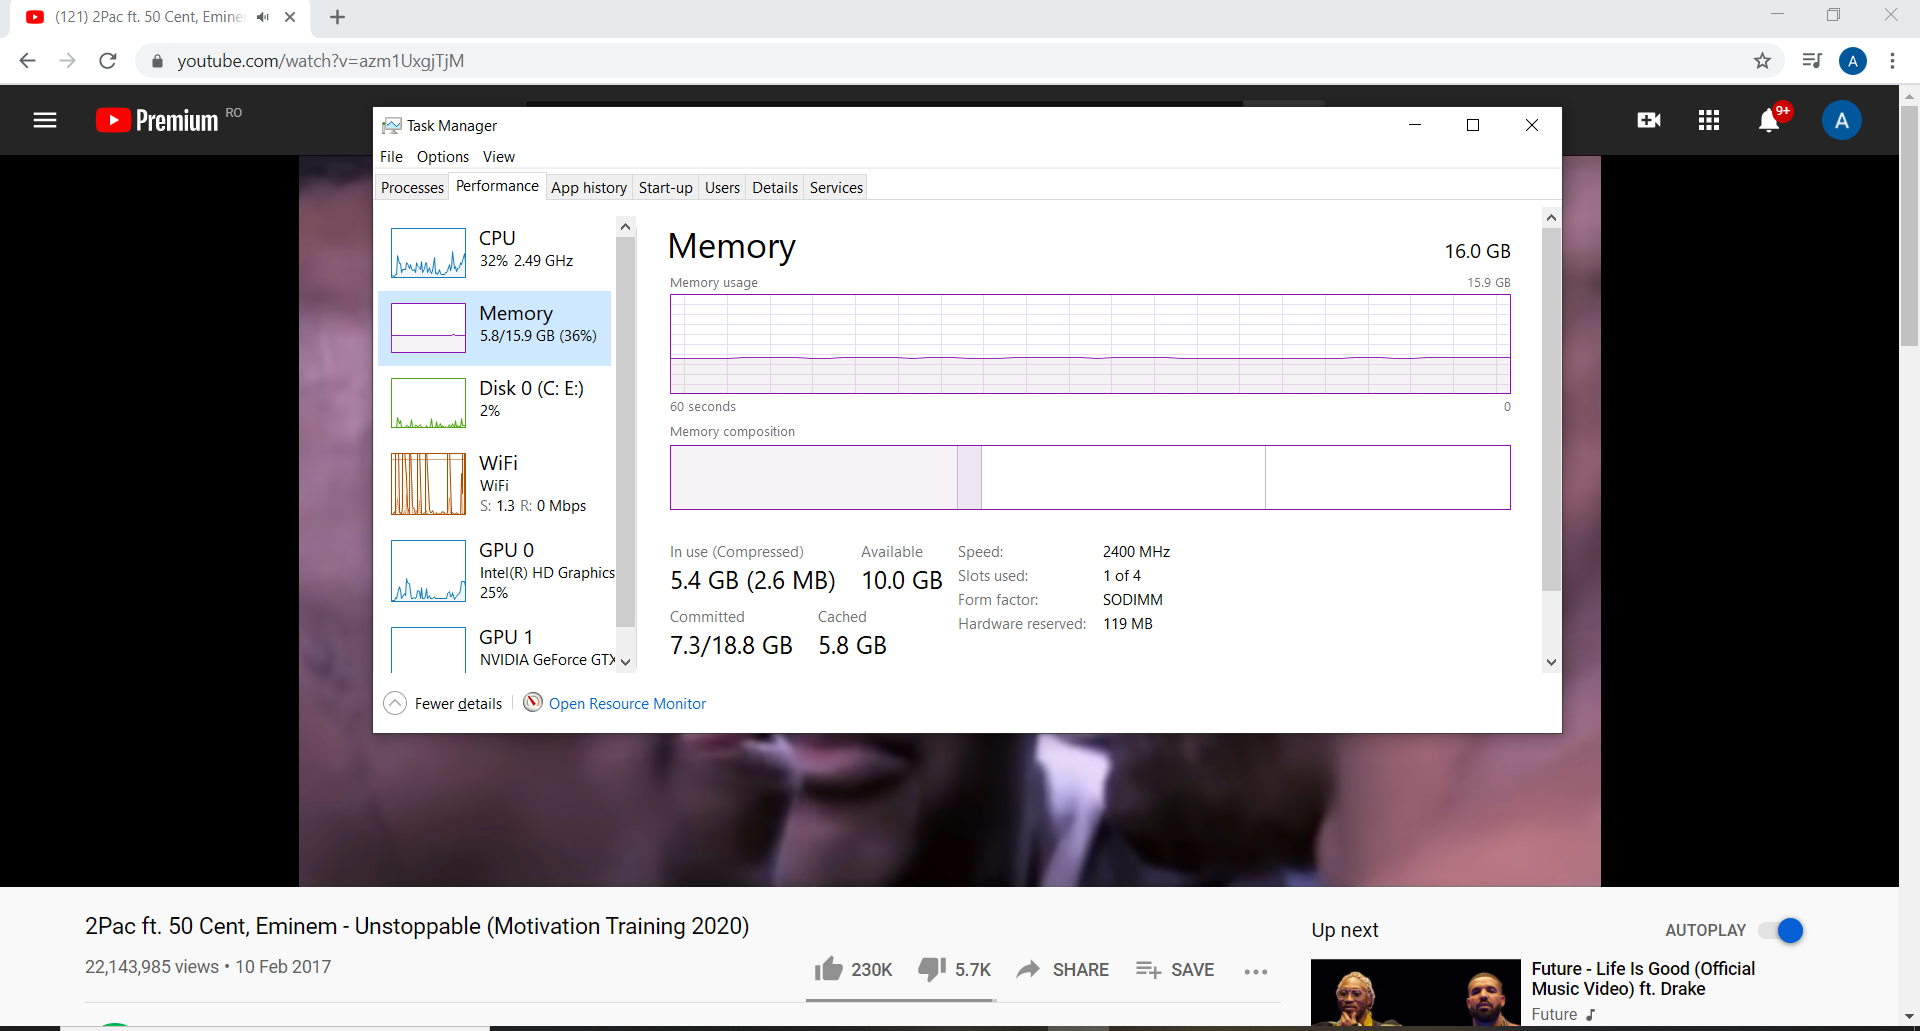 (121) 2Pac ft. 50 Cent, Emine
youtube.com/watch?v=azm1UxgjTjM
A
Premium RO
9+
A
Task Manager
File Options View
Processes Performance App history Start-up Users Details Services
CPU
32% 2.49 GHz
Memory
5.8/15.9 GB (36%)
Disk 0 (C: E:)
2%
WiFi
WiFi
S: 1.3 R: 0 Mbps
GPU 0
Intel(R) HD Graphics
25%
GPU 1
NVIDIA GeForce GTX
Memory 16.0 GB
Memory usage 15.9 GB
60 seconds 0
Memory composition
In use (Compressed) Available
5.4 GB (2.6 MB) 10.0 GB
Committed Cached
7.3/18.8 GB 5.8 GB
Speed: 2400 MHz
Slots used: 1 of 4
Form factor: SODIMM
Hardware reserved: 119 MB
Fewer details Open Resource Monitor
2Pac ft. 50 Cent, Eminem - Unstoppable (Motivation Training 2020)
22,143,985 views • 10 Feb 2017
230K 5.7K SHARE SAVE
Up next AUTOPLAY
Future - Life Is Good (Official
Music Video) ft. Drake
Future